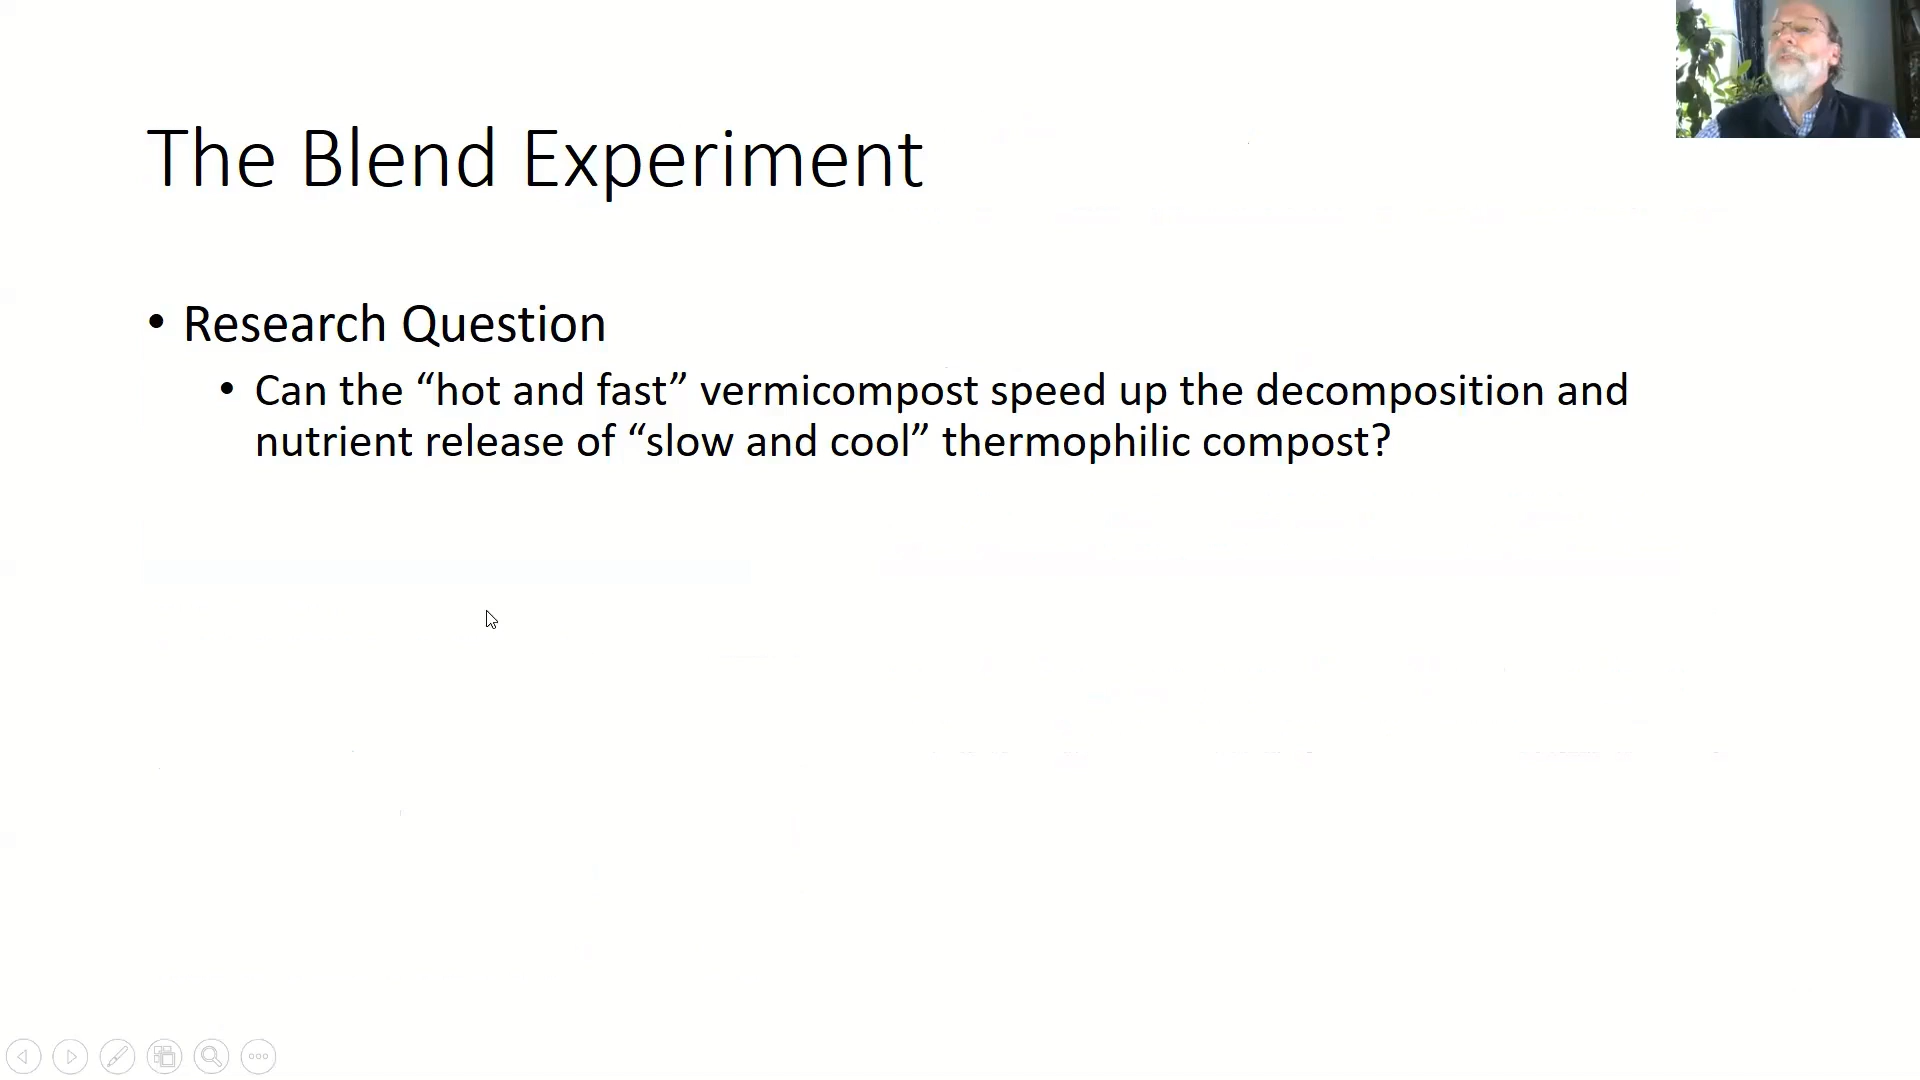 The Blend Experiment
• Research Question
• Can the “hot and fast” vermicompost speed up the decomposition and
nutrient release of “slow and cool” thermophilic compost?